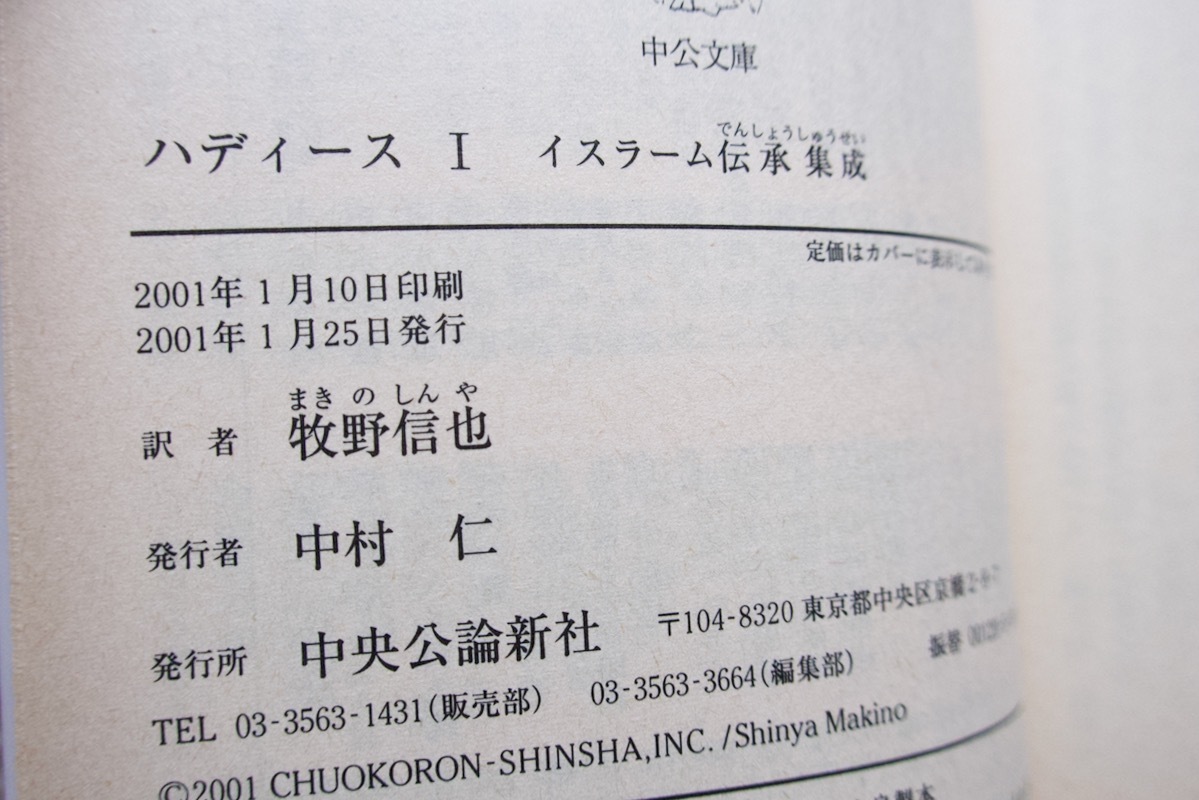 中公文庫
でんしょうしゅうせい
ハディース I イスラーム伝承集成
定価はカバーに
2001年1月10日印刷
2001年1月25日発行
まきのしんや
訳者 牧野信也
発行者 中村 仁
発行所 中央公論新社 〒104-8320 東京都中央区京橋2-8-7
TEL 03-3563-1431(販売部) 03-3563-3664(編集部) 振替
©2001 CHUOKORON-SHINSHA,INC. /Shinya Makino